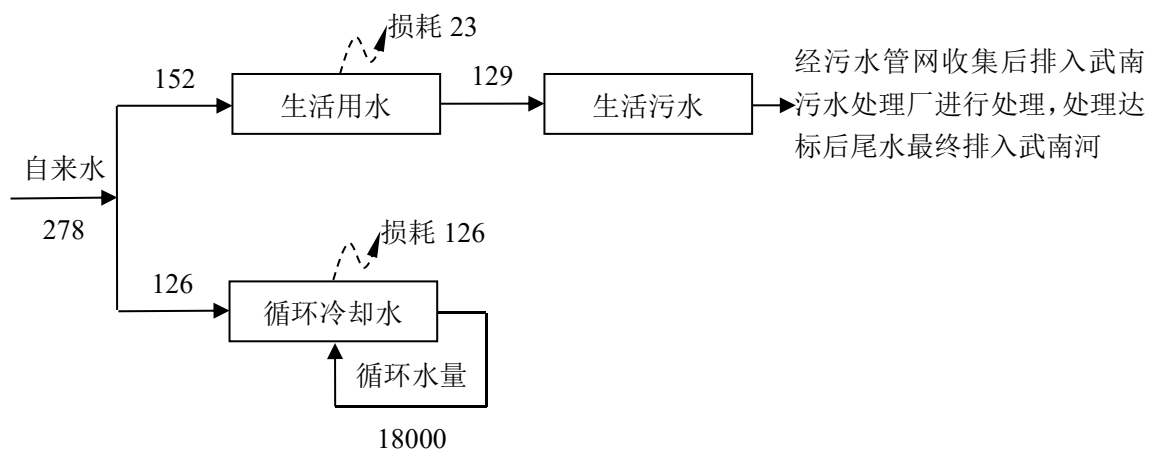 损耗 23
152
生活用水
129
生活污水
经污水管网收集后排入武南
污水处理厂进行处理，处理达
标后尾水最终排入武南河
自来水
278
损耗 126
126
循环冷却水
循环水量
18000